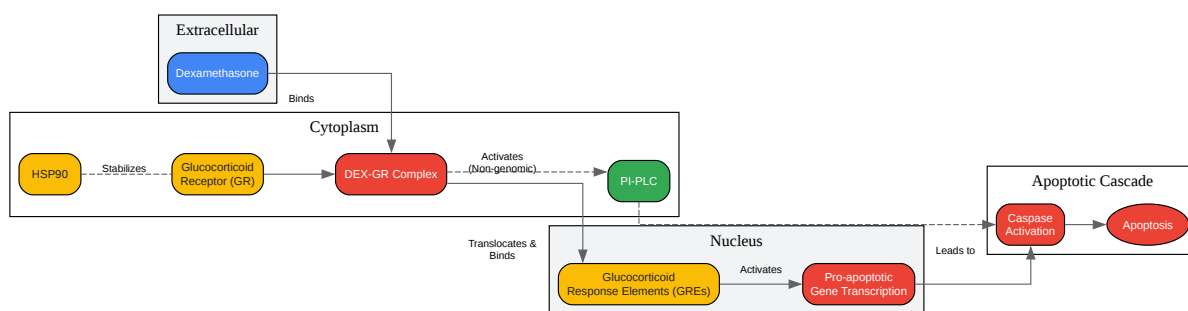 Extracellular
Dexamethasone
Binds
Cytoplasm
HSP90
Stabilizes
Glucocorticoid
Receptor (GR)
DEX-GR Complex
Activates
(Non-genomic)
PI-PLC
Translocates &
Binds
Nucleus
Glucocorticoid
Response Elements (GREs)
Activates
Pro-apoptotic
Gene Transcription
Leads to
Apoptotic Cascade
Caspase
Activation
Apoptosis